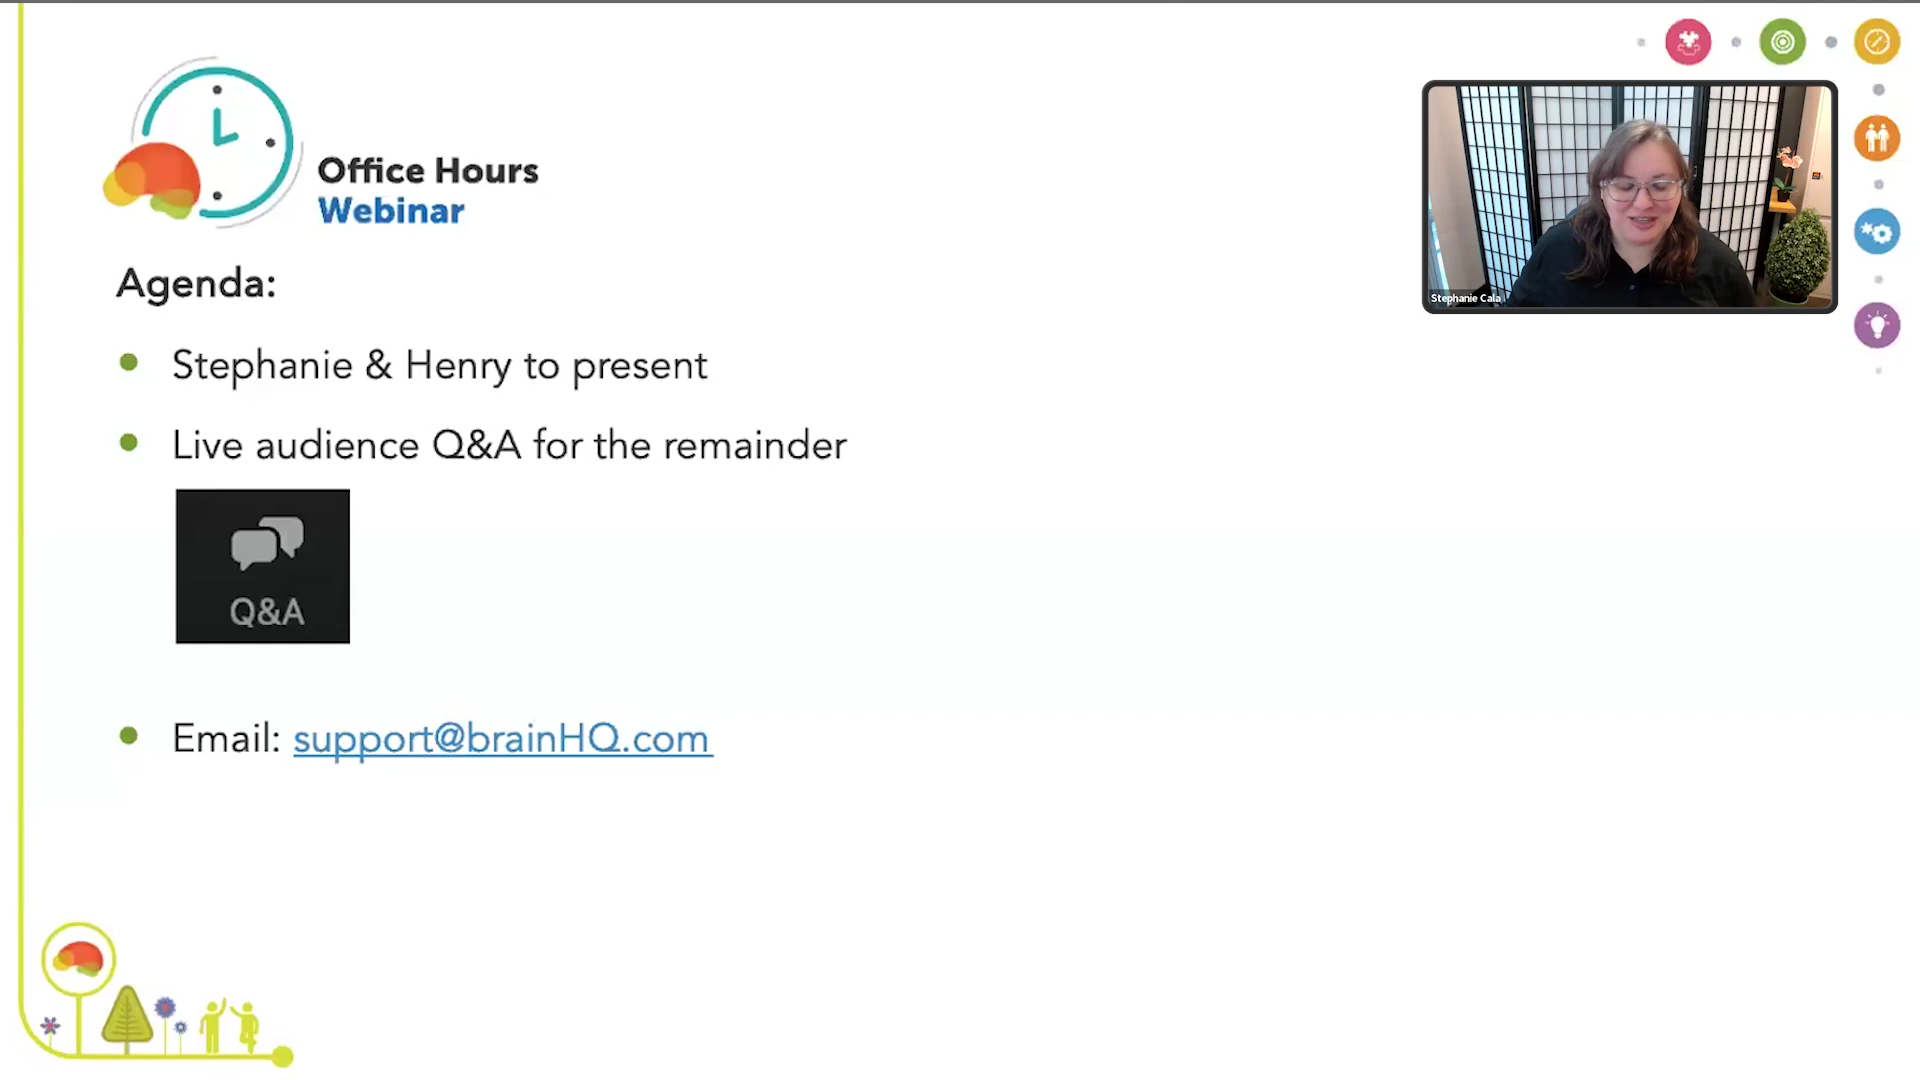 Office Hours
Webinar
Stephanie Cala
Agenda:
Stephanie & Henry to present
Live audience Q&A for the remainder
Q&A
Email: support@brainHQ.com